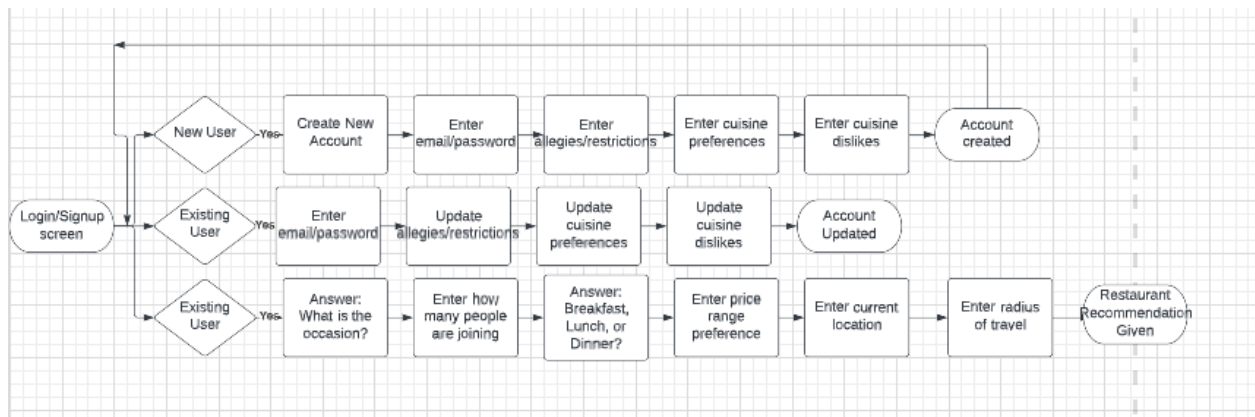 New User
Yes
Create New
Account
Enter
email/password
Enter
allegies/restrictions
Enter cuisine
preferences
Enter cuisine
dislikes
Account
created
Login/Signup
screen
Existing
User
Yes
Enter
email/password
Update
allegies/restrictions
Update
cuisine
preferences
Update
cuisine
dislikes
Account
Updated
Existing
User
Yes
Answer:
What is the
occasion?
Enter how
many people
are joining
Answer:
Breakfast,
Lunch, or
Dinner?
Enter price
range
preference
Enter current
location
Enter radius
of travel
Restaurant
Recommendation
Given